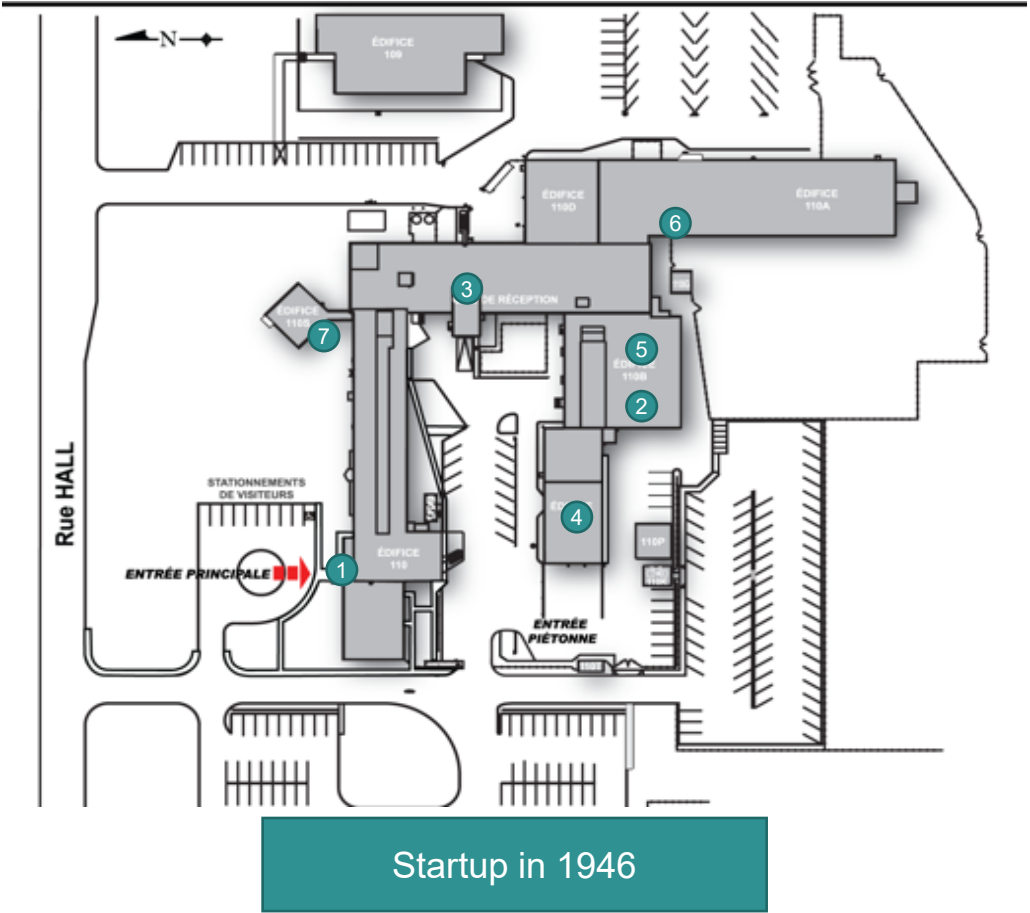 N
ÉDIFICE
109
ÉDIFICE
110D
ÉDIFICE
110A
6
3
DE RÉCEPTION
ÉDIFICE
110S
7
5
110B
2
Rue HALL
STATIONNEMENTS
DE VISITEURS
4
110P
ÉDIFICE
110
1
ENTRÉE PRINCIPALE
ENTRÉE
PIÉTONNE
Startup in 1946